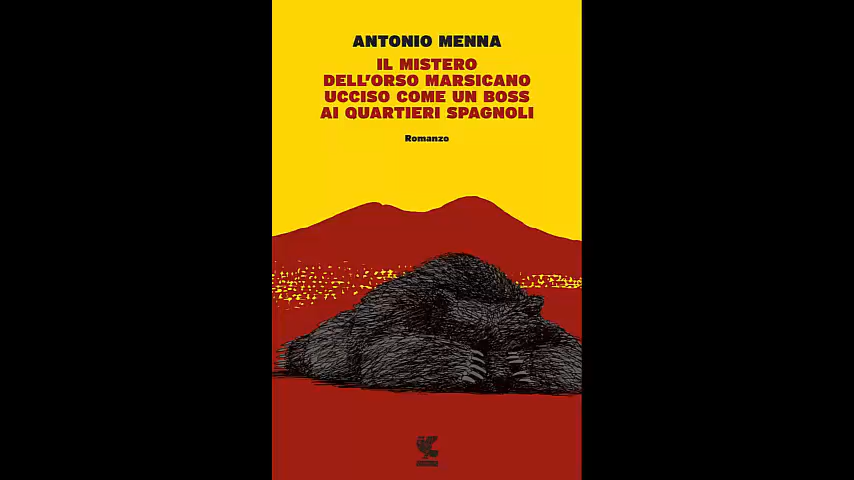 ANTONIO MENNA
IL MISTERO
DELL'ORSO MARSICANO
UCCISO COME UN BOSS
AI QUARTIERI SPAGNOLI
Romanzo